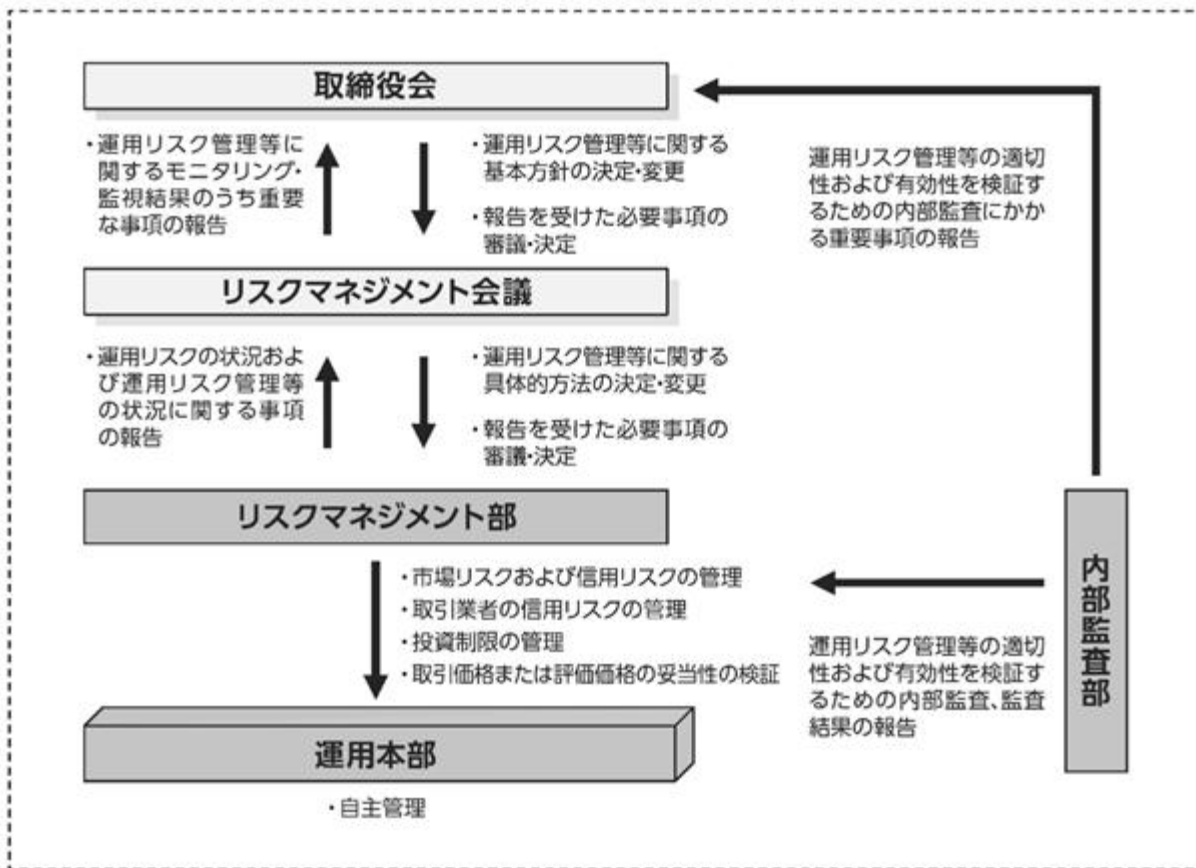 取締役会
・運用リスク管理等に
関するモニタリング・
監視結果のうち重要
な事項の報告
・運用リスク管理等に関する
基本方針の決定・変更
・報告を受けた必要事項の
審議・決定
運用リスク管理等の適切
性および有効性を検証す
るための内部監査にかか
る重要事項の報告
リスクマネジメント会議
・運用リスクの状況およ
び運用リスク管理等
の状況に関する事項
の報告
・運用リスク管理等に関する
具体的方法の決定・変更
・報告を受けた必要事項の
審議・決定
リスクマネジメント部
・市場リスクおよび信用リスクの管理
・取引業者の信用リスクの管理
・投資制限の管理
・取引価格または評価価格の妥当性の検証
運用リスク管理等の適切
性および有効性を検証す
るための内部監査、監査
結果の報告
内部監査部
運用本部
・自主管理